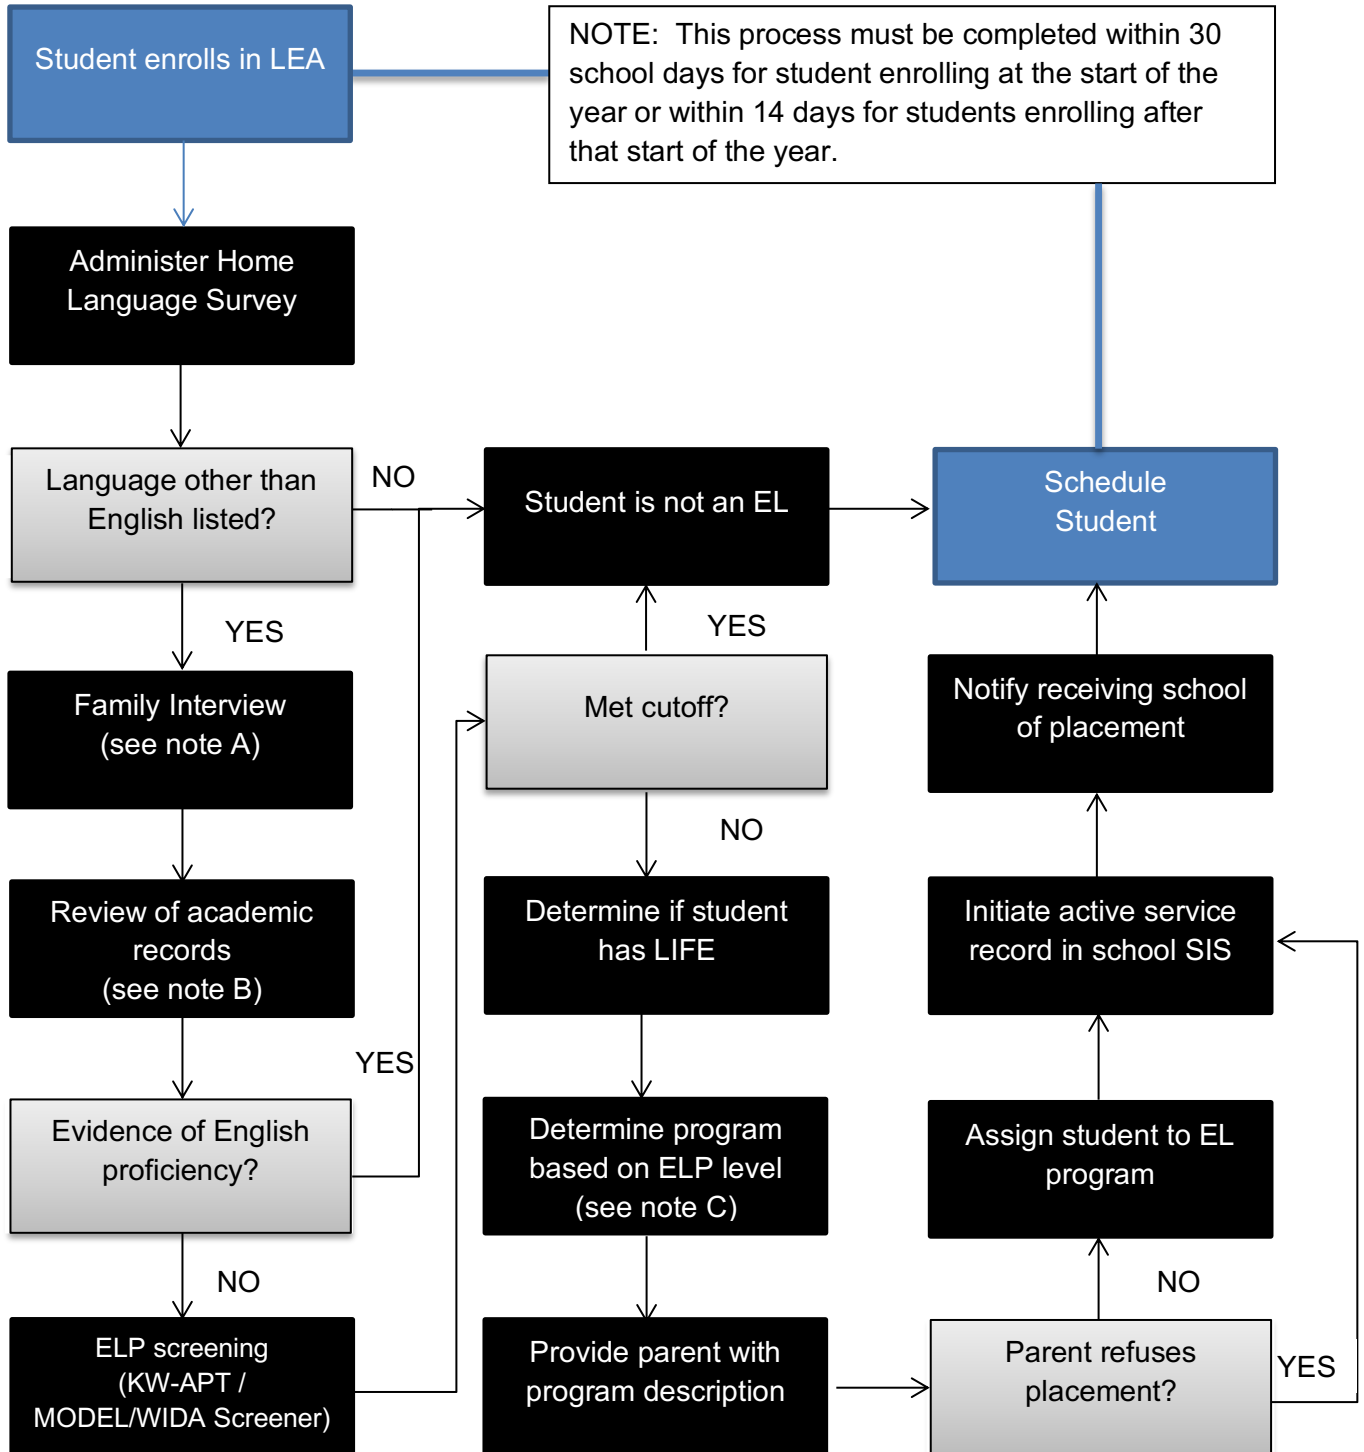 Student enrolls in LEA
NOTE:  This process must be completed within 30
school days for student enrolling at the start of the
year or within 14 days for students enrolling after
that start of the year.
Administer Home
Language Survey
Language other than
English listed?
NO
Student is not an EL
Schedule
Student
YES
YES
Family Interview
(see note A)
Met cutoff?
Notify receiving school
of placement
NO
Review of academic
records
(see note B)
Determine if student
has LIFE
Initiate active service
record in school SIS
YES
Evidence of English
proficiency?
Determine program
based on ELP level
(see note C)
Assign student to EL
program
NO
NO
ELP screening
(KW-APT /
MODEL/WIDA Screener)
Provide parent with
program description
Parent refuses
placement?
YES